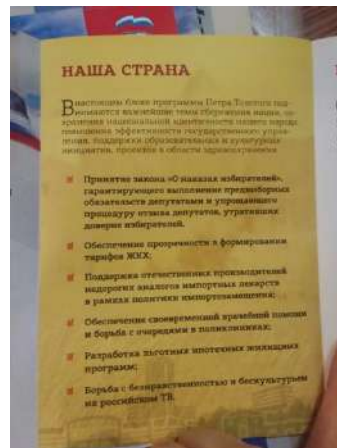 НАША СТРАНА
В настоящем блоке программы Петра Толстого под-
нимаются важнейшие темы сбережения нации, со-
хранения национальной идентичности нашего народа
повышения эффективности государственного управ-
ления, поддержки образовательных и культурных
инициатив, проектов в области здравоохранения
Принятие закона «О наказах избирателей»,
гарантирующего выполнение предвыборных
обязательств депутатами и упрощающего
процедуру отзыва депутатов, утративших
доверие избирателей.
Обеспечение прозрачности в формировании
тарифов ЖКХ;
Поддержка отечественных производителей
недорогих аналогов импортных лекарств
в рамках политики импортозамещения;
Обеспечение своевременной врачебной помощи
и борьба с очередями в поликлиниках;
Разработка льготных ипотечных жилищных
программ;
Борьба с безнравственностью и бескультурьем
на российском ТВ.